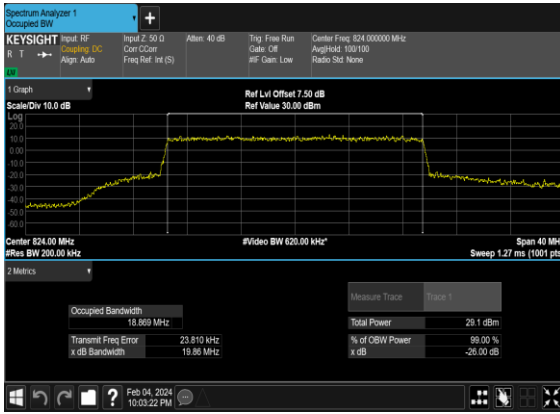 Spectrum Analyzer 1
Occupied BW
KEYSIGHT
R T
LV
Input: RF
Coupling: DC
Align: Auto
Input Z: 50 Ω
Corr CCorr
Freq Ref: Int (S)
Atten: 40 dB
Trig: Free Run
Gate: Off
#IF Gain: Low
Center Freq: 824.000000 MHz
Avg|Hold: 100/100
Radio Std: None
1 Graph
Scale/Div 10.0 dB
Ref Lvl Offset 7.50 dB
Ref Value 30.00 dBm
Log
20.0
10.0
0.00
-10.0
-20.0
-30.0
-40.0
-50.0
-60.0
Center 824.00 MHz
#Res BW 200.00 kHz
#Video BW 620.00 kHz*
Span 40 MH
Sweep 1.27 ms (1001 pts
2 Metrics
Measure Trace
Trace 1
Occupied Bandwidth
18.869 MHz
Total Power
29.1 dBm
Transmit Freq Error
23.810 kHz
% of OBW Power
99.00 %
x dB Bandwidth
19.86 MHz
x dB
-26.00 dB
?
Feb 04, 2024
10:03:22 PM